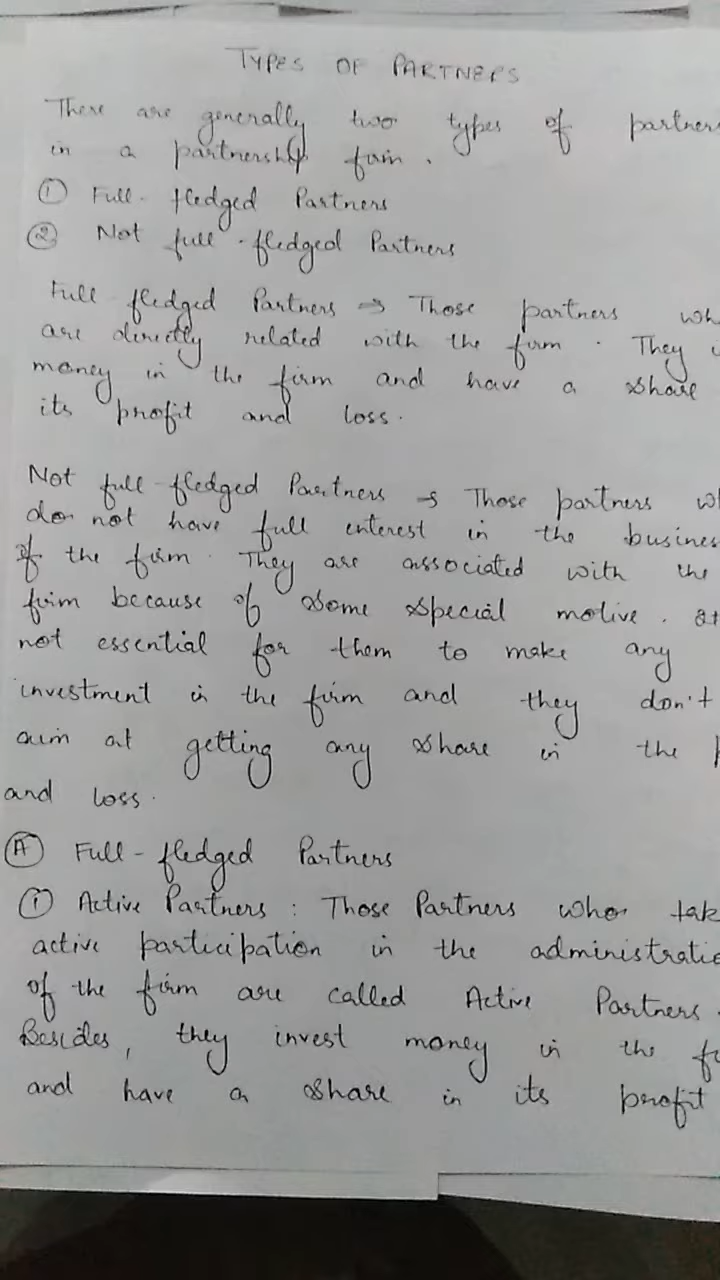 TYPES OF PARTNERS
There are generally two types of partners
in a partnership firm.
① Full-fledged Partners
② Not full-fledged Partners
Full fledged Partners → Those partners wh
are directly related with the firm. They
money in the firm and have a share
its profit and loss.
Not full-fledged Partners → Those partners wh
do not have full interest in the busines
of the firm. They are associated with the
firm because of some special motive.
not essential for them to make any
investment in the firm and they don't
aim at getting any share in the
and loss.
Ⓐ Full-fledged Partners
① Active Partners : Those Partners who tak
active participation in the administratio
of the firm are called Active Partners.
Besides, they invest money in the
and have a share in its profit